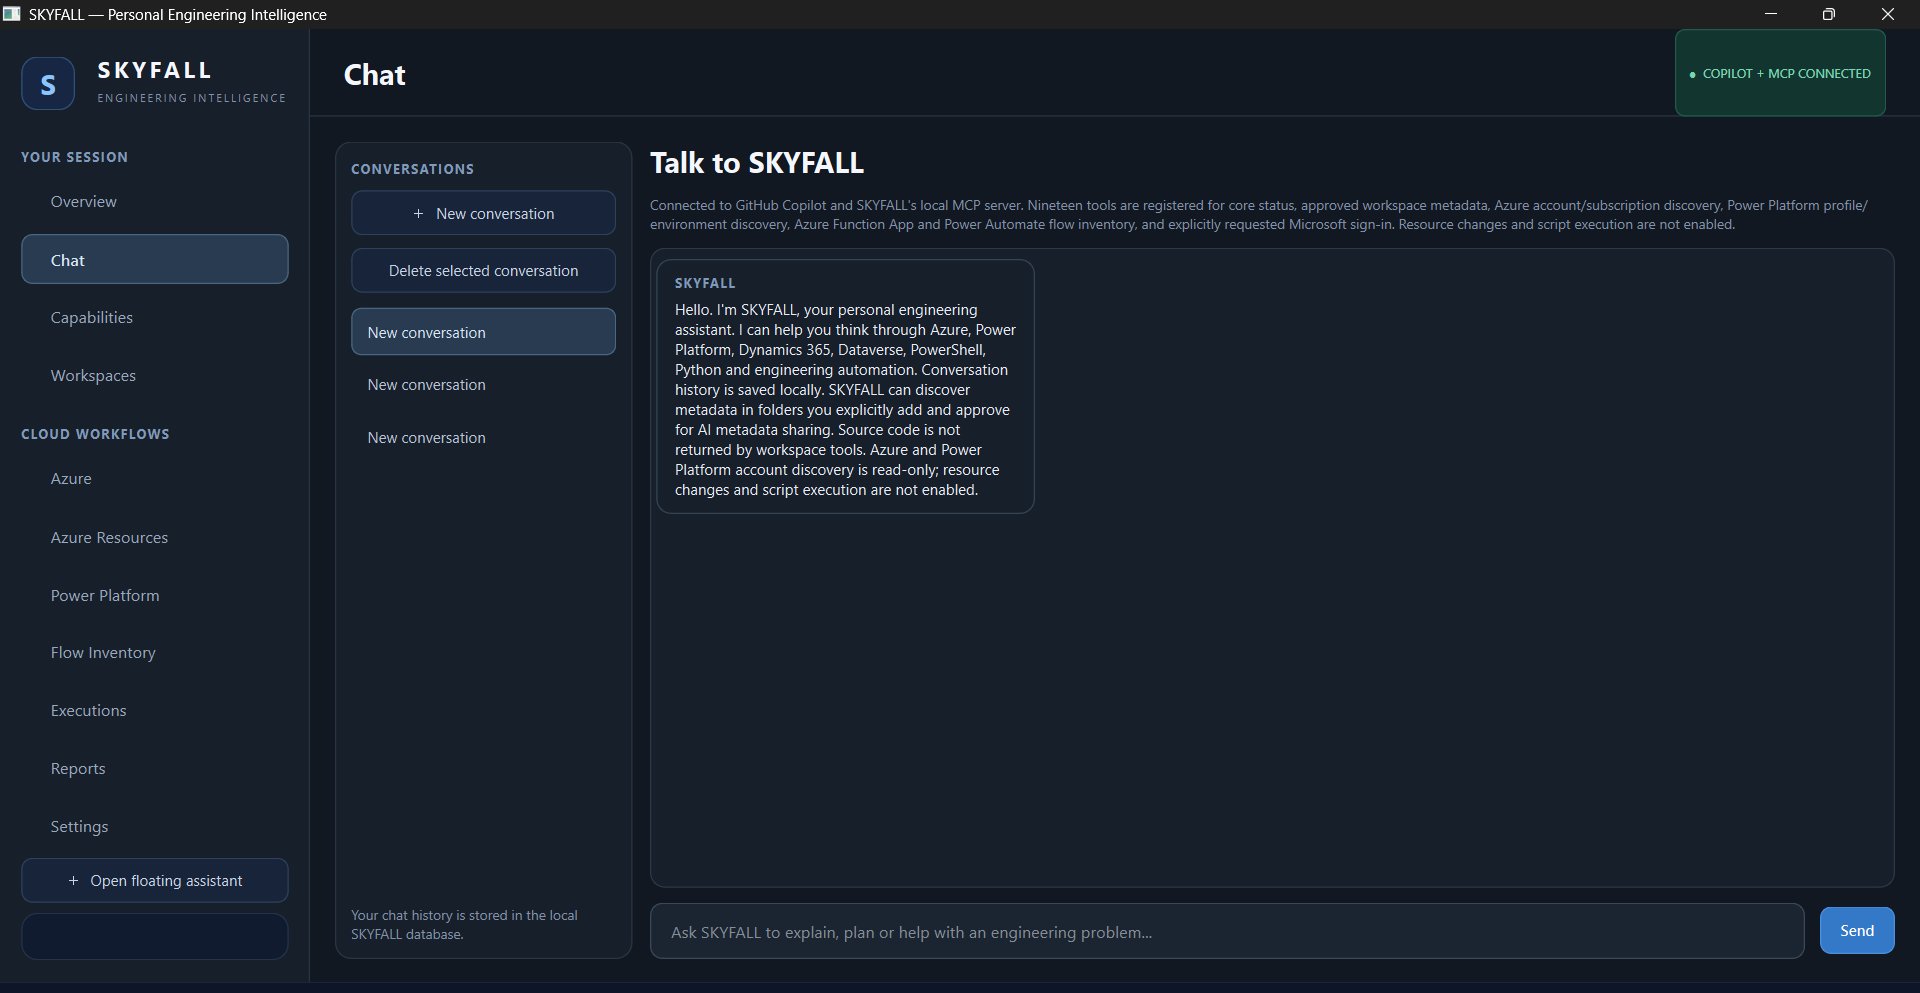 SKYFALL — Personal Engineering Intelligence
S
SKYFALL
ENGINEERING INTELLIGENCE
YOUR SESSION
Overview
Chat
Capabilities
Workspaces
CLOUD WORKFLOWS
Azure
Azure Resources
Power Platform
Flow Inventory
Executions
Reports
Settings
+ Open floating assistant
Chat
● COPILOT + MCP CONNECTED
CONVERSATIONS
+ New conversation
Delete selected conversation
New conversation
New conversation
New conversation
Your chat history is stored in the local
SKYFALL database.
Talk to SKYFALL
Connected to GitHub Copilot and SKYFALL's local MCP server. Nineteen tools are registered for core status, approved workspace metadata, Azure account/subscription discovery, Power Platform profile/
environment discovery, Azure Function App and Power Automate flow inventory, and explicitly requested Microsoft sign-in. Resource changes and script execution are not enabled.
SKYFALL
Hello. I'm SKYFALL, your personal engineering
assistant. I can help you think through Azure, Power
Platform, Dynamics 365, Dataverse, PowerShell,
Python and engineering automation. Conversation
history is saved locally. SKYFALL can discover
metadata in folders you explicitly add and approve
for AI metadata sharing. Source code is not
returned by workspace tools. Azure and Power
Platform account discovery is read-only; resource
changes and script execution are not enabled.
Ask SKYFALL to explain, plan or help with an engineering problem...
Send